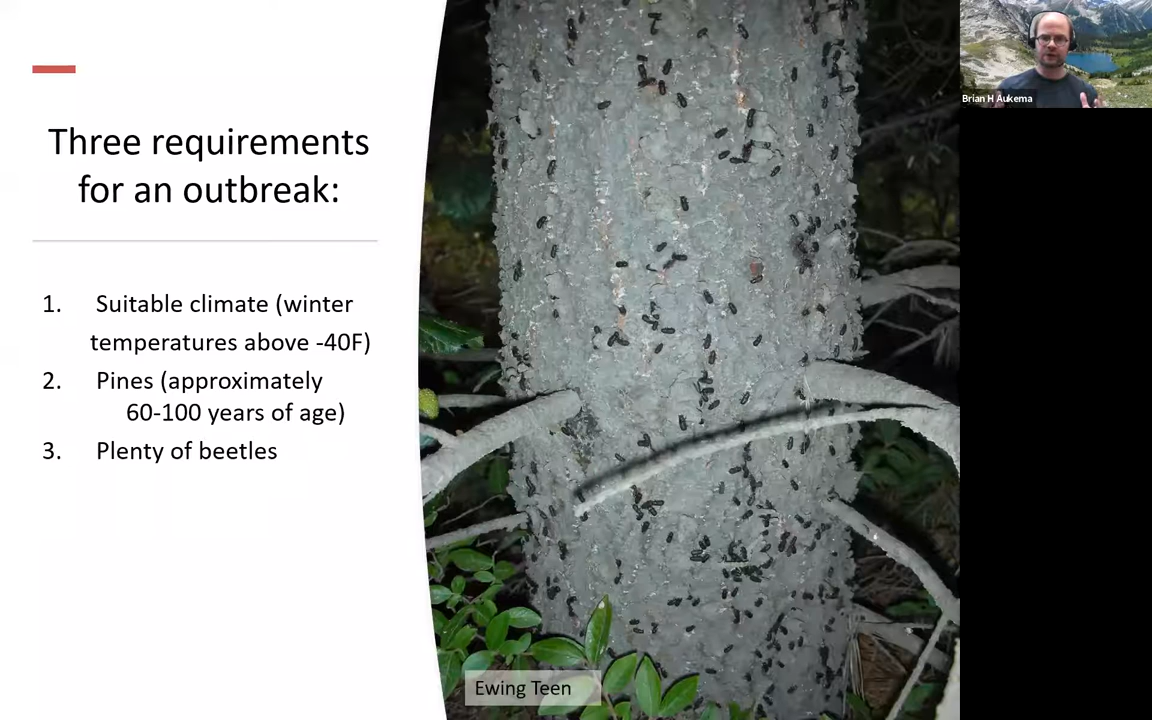 Three requirements
for an outbreak:
1. Suitable climate (winter
temperatures above -40F)
2. Pines (approximately
60-100 years of age)
3. Plenty of beetles
Ewing Teen
Brian H Aukema